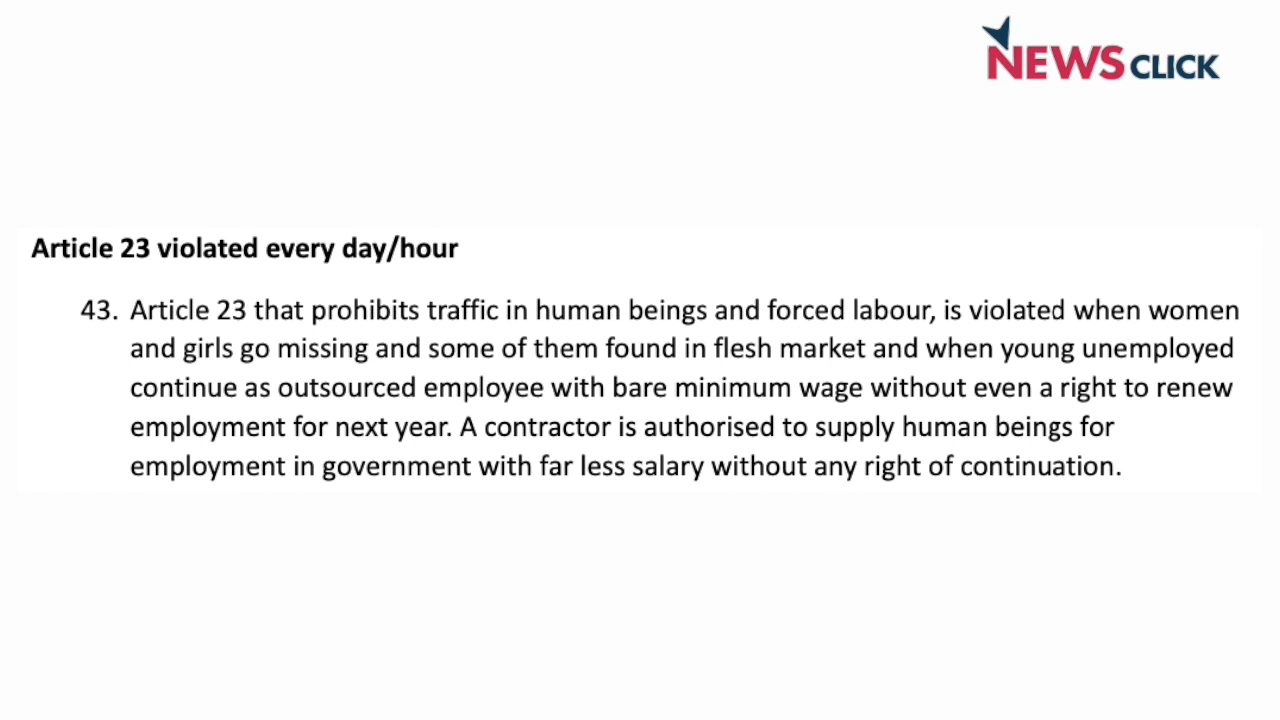 NEWS CLICK
Article 23 violated every day/hour
43. Article 23 that prohibits traffic in human beings and forced labour, is violated when women
and girls go missing and some of them found in flesh market and when young unemployed
continue as outsourced employee with bare minimum wage without even a right to renew
employment for next year. A contractor is authorised to supply human beings for
employment in government with far less salary without any right of continuation.